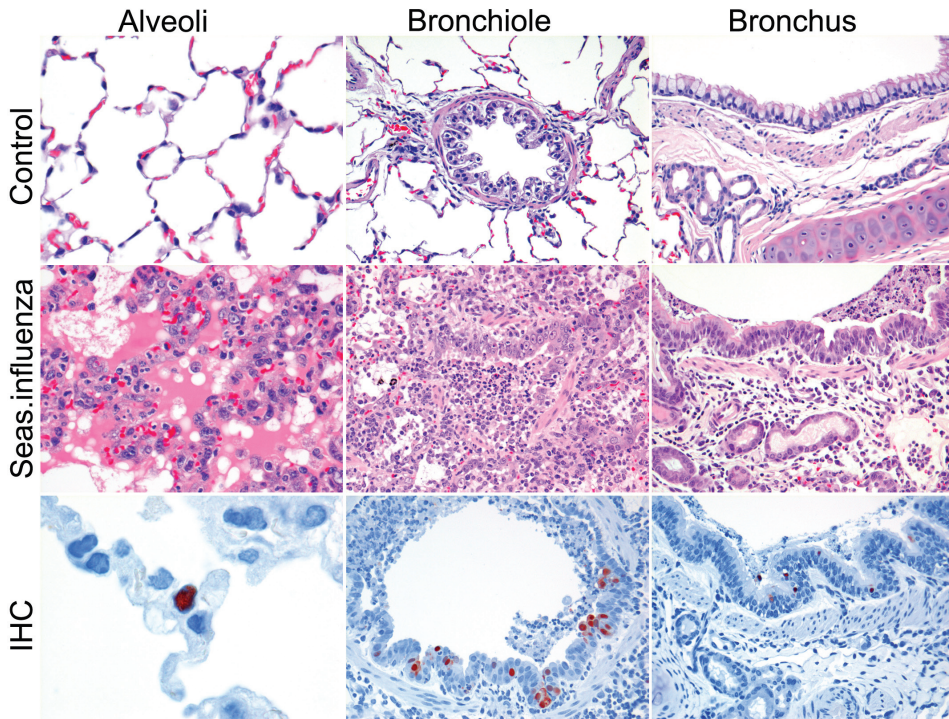 Alveoli
Bronchiole
Bronchus
Control
Seas.influenza
IHC